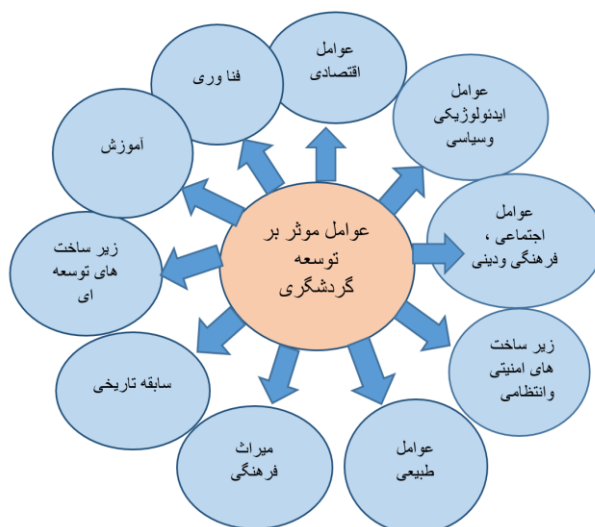 عوامل موثر بر
توسعه
گردشگری
عوامل
اقتصادی
عوامل
ایدئولوژیکی
وسیاسی
عوامل
اجتماعی ،
فرهنگی ودینی
زیر ساخت
های امنیتی
وانتظامی
عوامل
طبیعی
میراث
فرهنگی
سابقه تاریخی
زیر ساخت
های توسعه
ای
آموزش
فنا وری